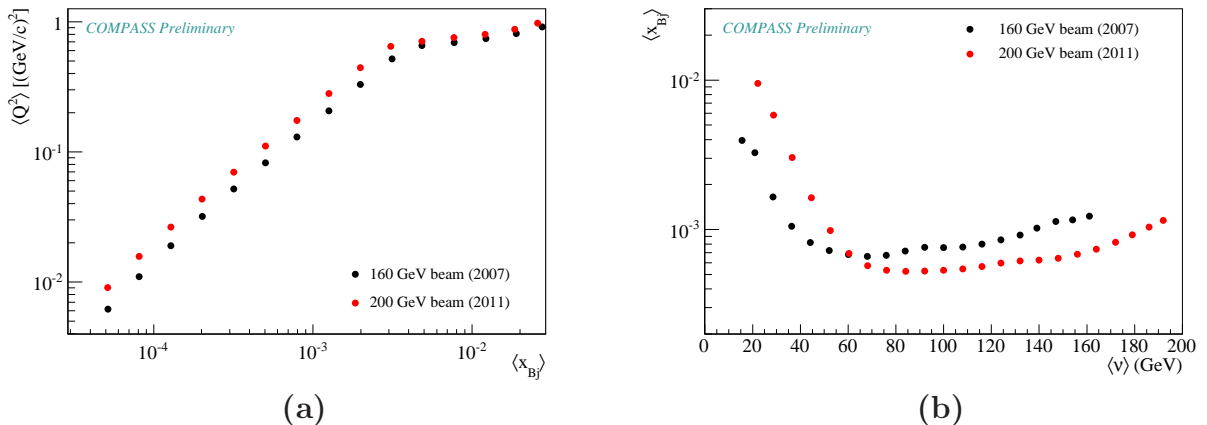 ⟨Q²⟩ [(GeV/c)²]
1
10⁻¹
10⁻²
COMPASS Preliminary
160 GeV beam (2007)
200 GeV beam (2011)
10⁻⁴ 10⁻³ 10⁻²
⟨x_Bj⟩
(a)
⟨x_Bj⟩
10⁻²
10⁻³
COMPASS Preliminary
160 GeV beam (2007)
200 GeV beam (2011)
0 20 40 60 80 100 120 140 160 180 200
⟨ν⟩ (GeV)
(b)